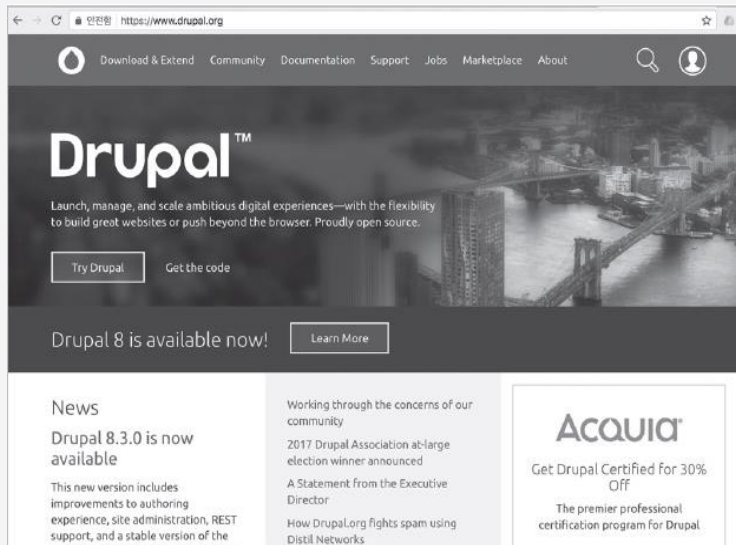 안전함 https://www.drupal.org
Download & Extend Community Documentation Support Jobs Marketplace About
Drupal™
Launch, manage, and scale ambitious digital experiences—with the flexibility
to build great websites or push beyond the browser. Proudly open source.
Try Drupal Get the code
Drupal 8 is available now! Learn More
News
Drupal 8.3.0 is now
available
This new version includes
improvements to authoring
experience, site administration, REST
support, and a stable version of the
Working through the concerns of our
community
2017 Drupal Association at-large
election winner announced
A Statement from the Executive
Director
How Drupal.org fights spam using
Distil Networks
ACQUIA
Get Drupal Certified for 30%
Off
The premier professional
certification program for Drupal